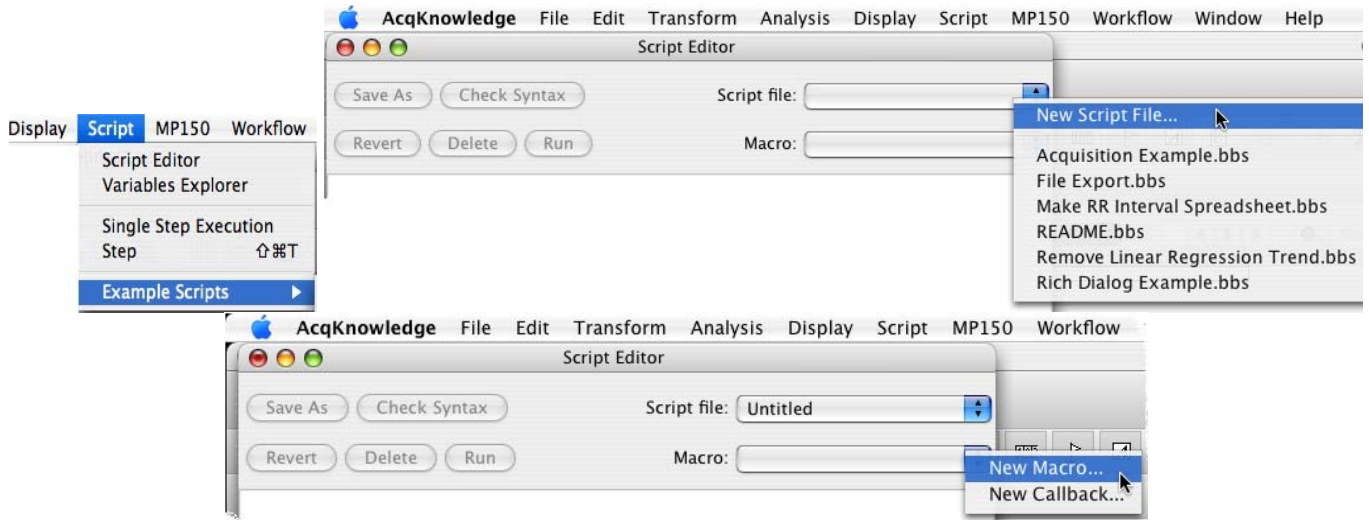 AcqKnowledge File Edit Transform Analysis Display Script MP150 Workflow Window Help
Script Editor
Save As Check Syntax Script file:
Revert Delete Run Macro:
New Script File...
Acquisition Example.bbs
File Export.bbs
Make RR Interval Spreadsheet.bbs
README.bbs
Remove Linear Regression Trend.bbs
Rich Dialog Example.bbs
Display Script MP150 Workflow
Script Editor
Variables Explorer
Single Step Execution
Step ⇧⌘T
Example Scripts
AcqKnowledge File Edit Transform Analysis Display Script MP150 Workflow
Script Editor
Save As Check Syntax Script file: Untitled
Revert Delete Run Macro:
New Macro...
New Callback...